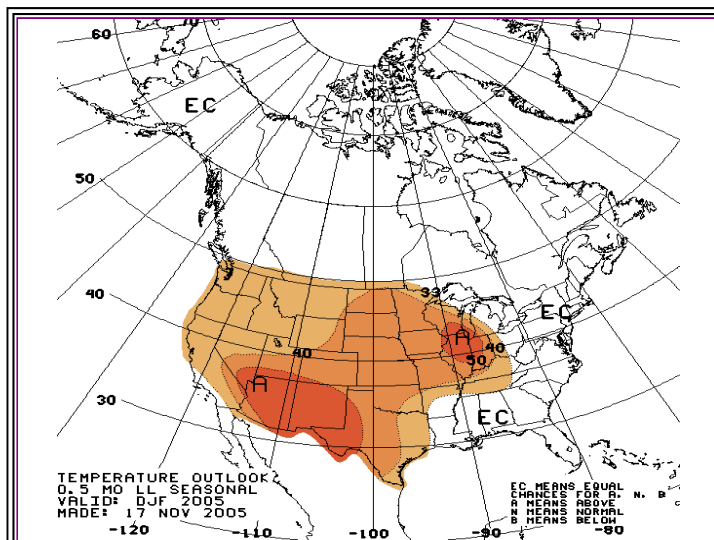 60
70
EC
50
40
33
EC
A
40
40
50
A
30
EC
TEMPERATURE OUTLOOK
0.5 MO LL SEASONAL
VALID: DJF 2005
MADE: 17 NOV 2005
EC MEANS EQUAL
CHANCES FOR A, N, B
A MEANS ABOVE
N MEANS NORMAL
B MEANS BELOW
-120
-110
-100
-90
-80